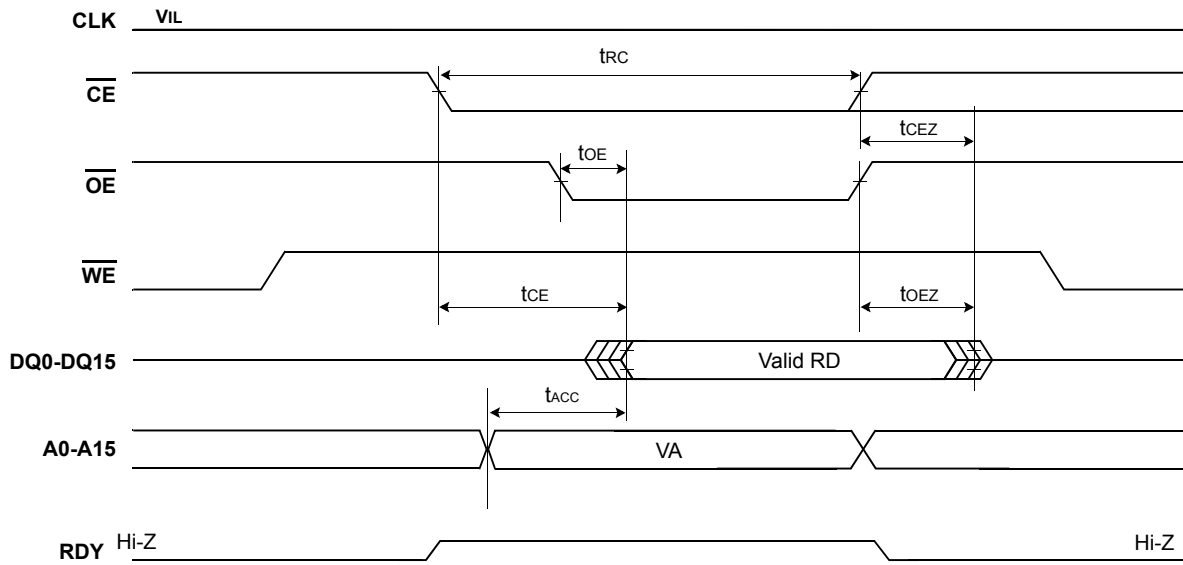 CLK VIL
tRC
CE
tCEZ
tOE
OE
WE
tCE tOEZ
DQ0-DQ15 Valid RD
tACC
A0-A15 VA
RDY Hi-Z Hi-Z